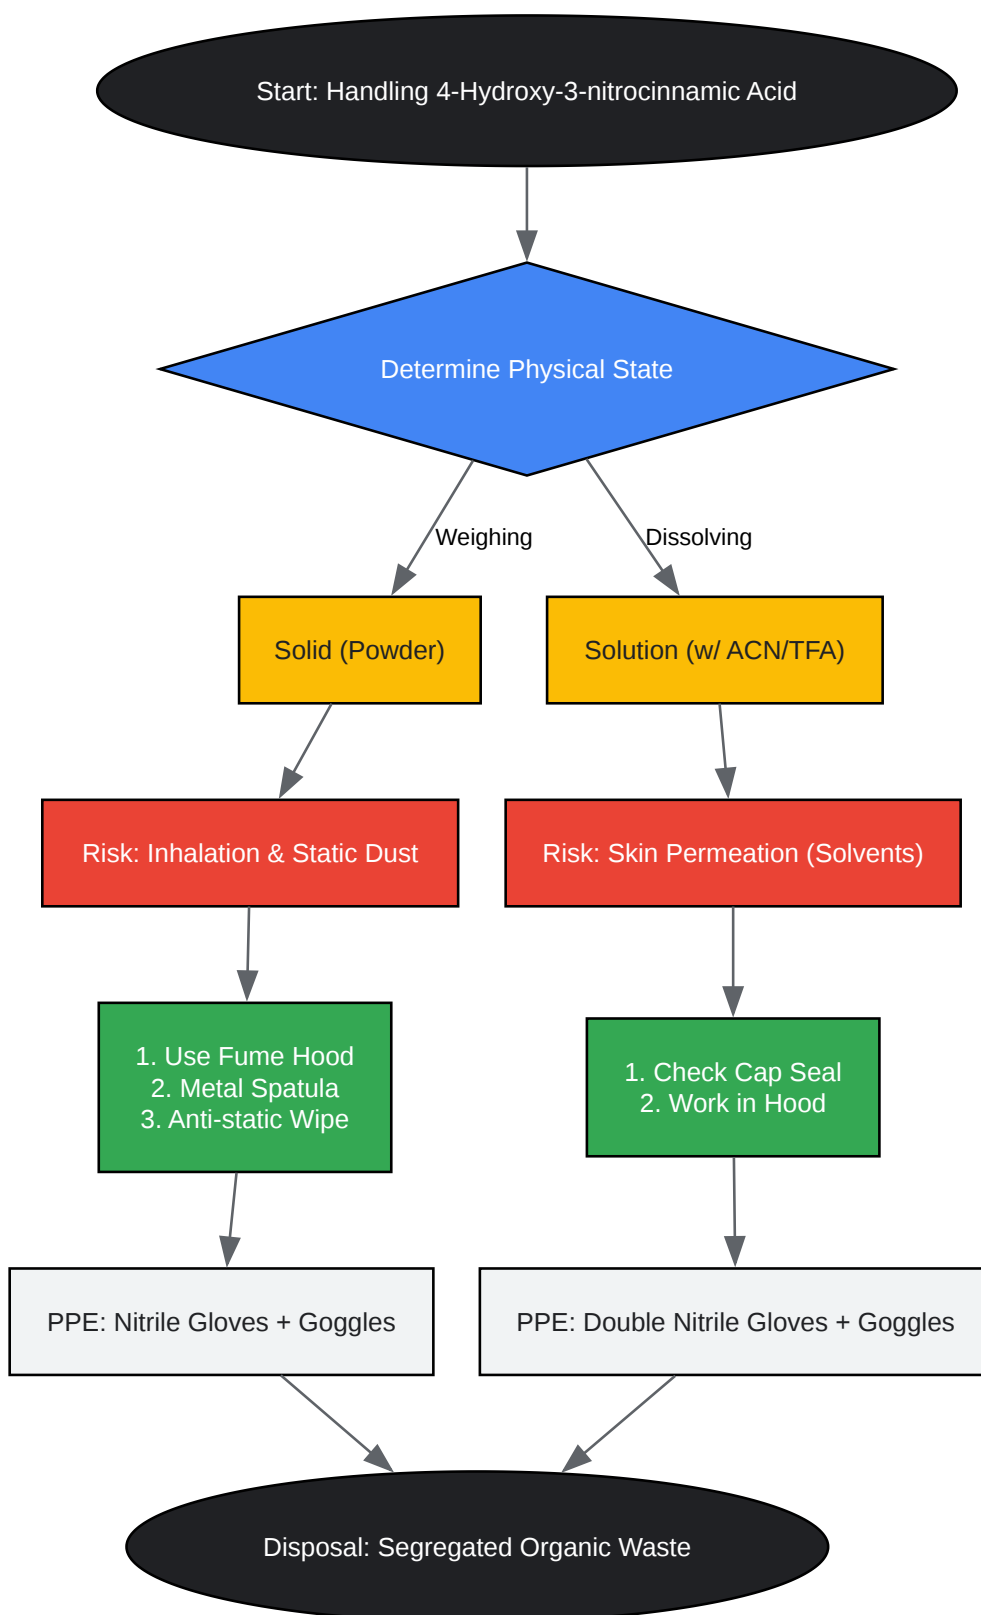 Start: Handling 4-Hydroxy-3-nitrocinnamic Acid
Determine Physical State
Weighing
Dissolving
Solid (Powder)
Solution (w/ ACN/TFA)
Risk: Inhalation & Static Dust
Risk: Skin Permeation (Solvents)
1. Use Fume Hood
2. Metal Spatula
3. Anti-static Wipe
1. Check Cap Seal
2. Work in Hood
PPE: Nitrile Gloves + Goggles
PPE: Double Nitrile Gloves + Goggles
Disposal: Segregated Organic Waste